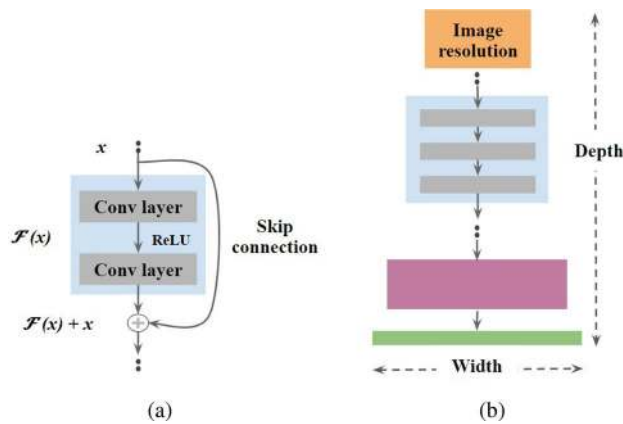 x
Conv layer
ℱ(x)
ReLU
Conv layer
Skip
connection
ℱ(x) + x
(a)
Image
resolution
Depth
Width
(b)